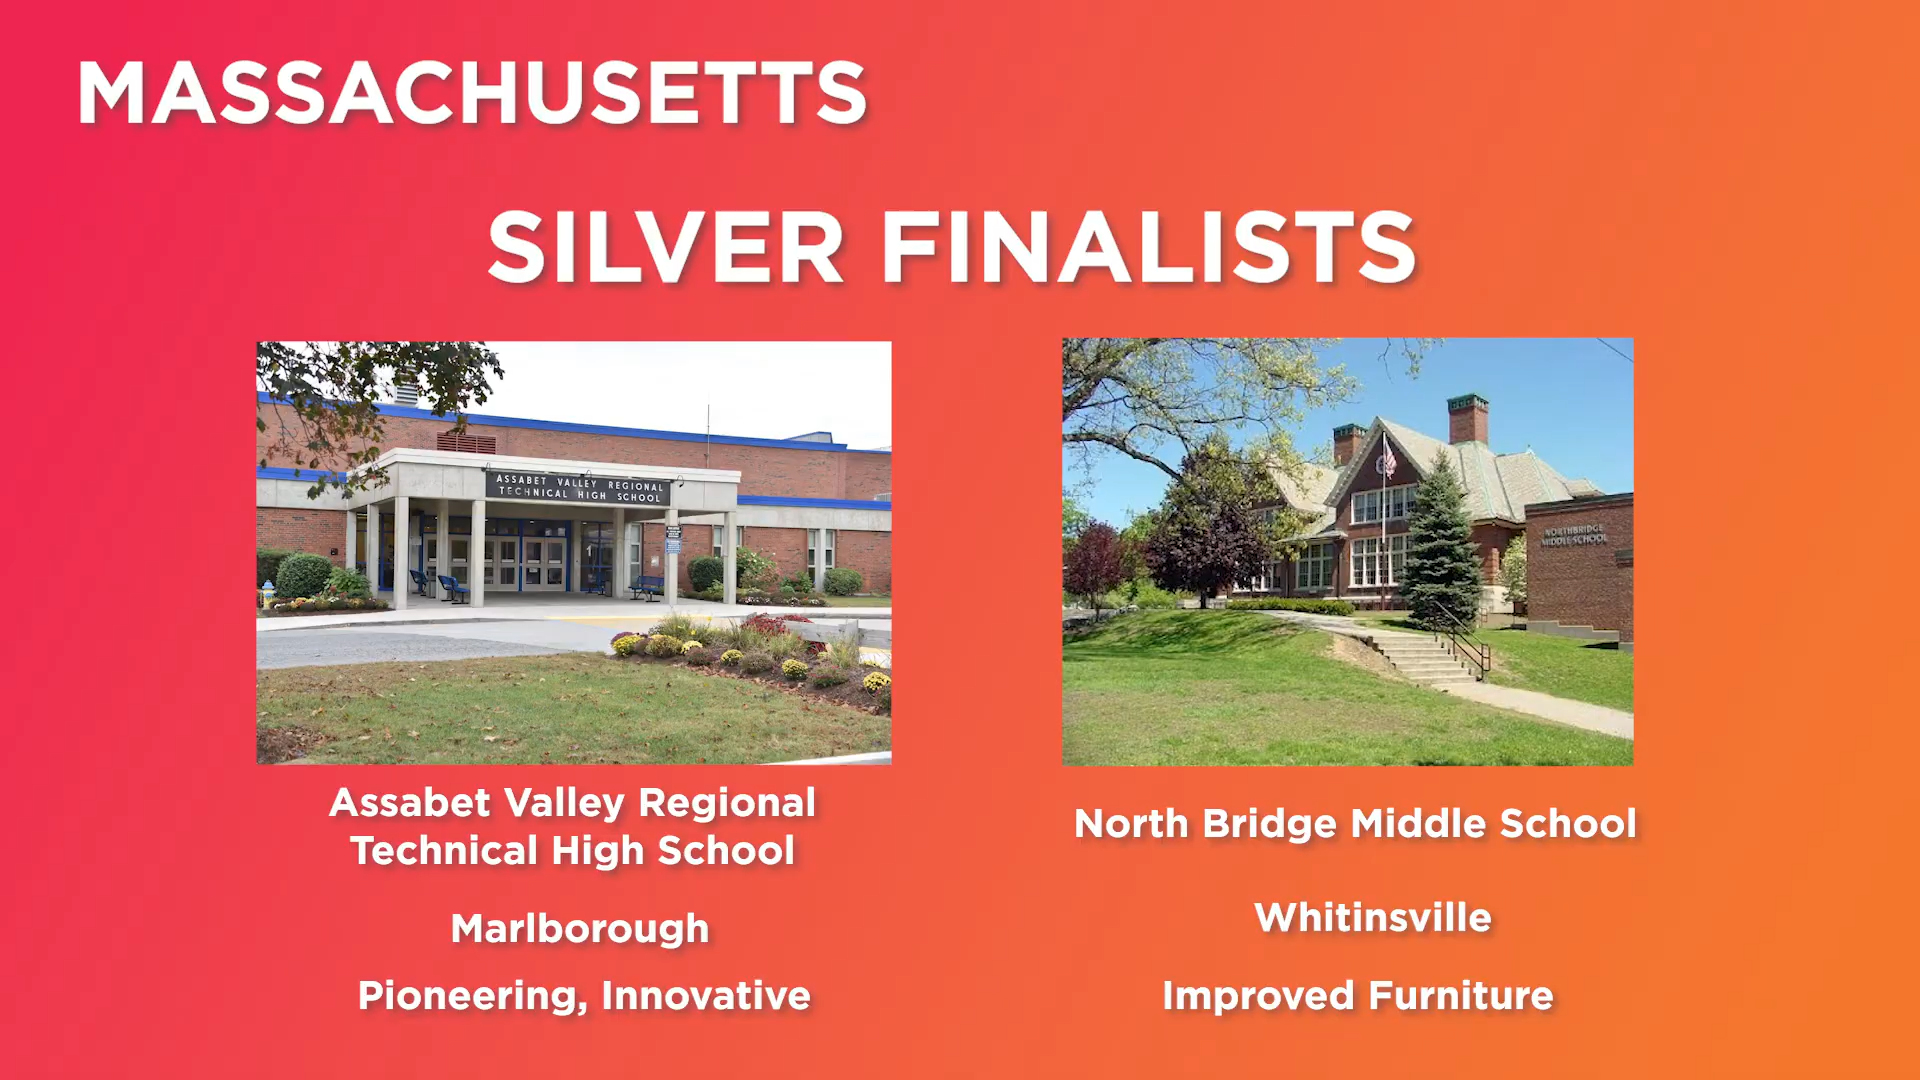 MASSACHUSETTS
SILVER FINALISTS
ASSABET VALLEY REGIONAL
TECHNICAL HIGH SCHOOL
NORTHBRIDGE
MIDDLE SCHOOL
Assabet Valley Regional
Technical High School
Marlborough
Pioneering, Innovative
North Bridge Middle School
Whitinsville
Improved Furniture